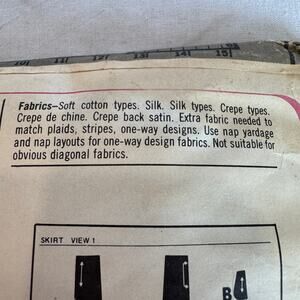 Fabrics—Soft cotton types. Silk. Silk types. Crepe types.
Crepe de chine. Crepe back satin. Extra fabric needed to
match plaids, stripes, one-way designs. Use nap yardage
and nap layouts for one-way design fabrics. Not suitable for
obvious diagonal fabrics.
SKIRT VIEW 1
B